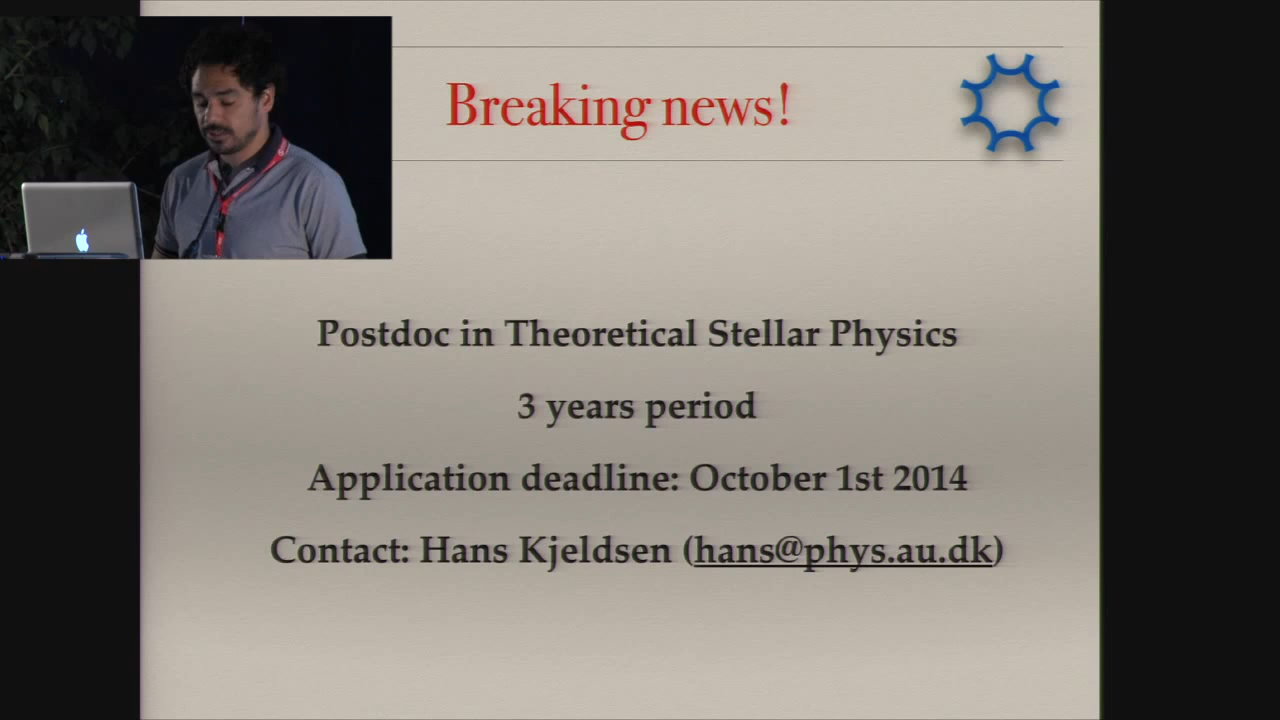 Breaking news!
Postdoc in Theoretical Stellar Physics
3 years period
Application deadline: October 1st 2014
Contact: Hans Kjeldsen (hans@phys.au.dk)